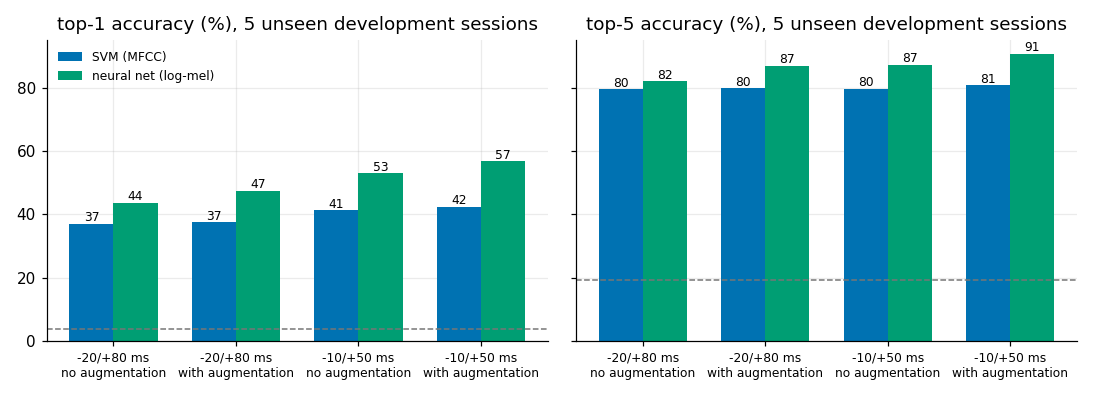 top-1 accuracy (%), 5 unseen development sessions
SVM (MFCC)
neural net (log-mel)
80
60
40
20
0
37
44
37
47
41
53
42
57
-20/+80 ms
no augmentation
-20/+80 ms
with augmentation
-10/+50 ms
no augmentation
-10/+50 ms
with augmentation
top-5 accuracy (%), 5 unseen development sessions
80
82
80
87
80
87
81
91
-20/+80 ms
no augmentation
-20/+80 ms
with augmentation
-10/+50 ms
no augmentation
-10/+50 ms
with augmentation